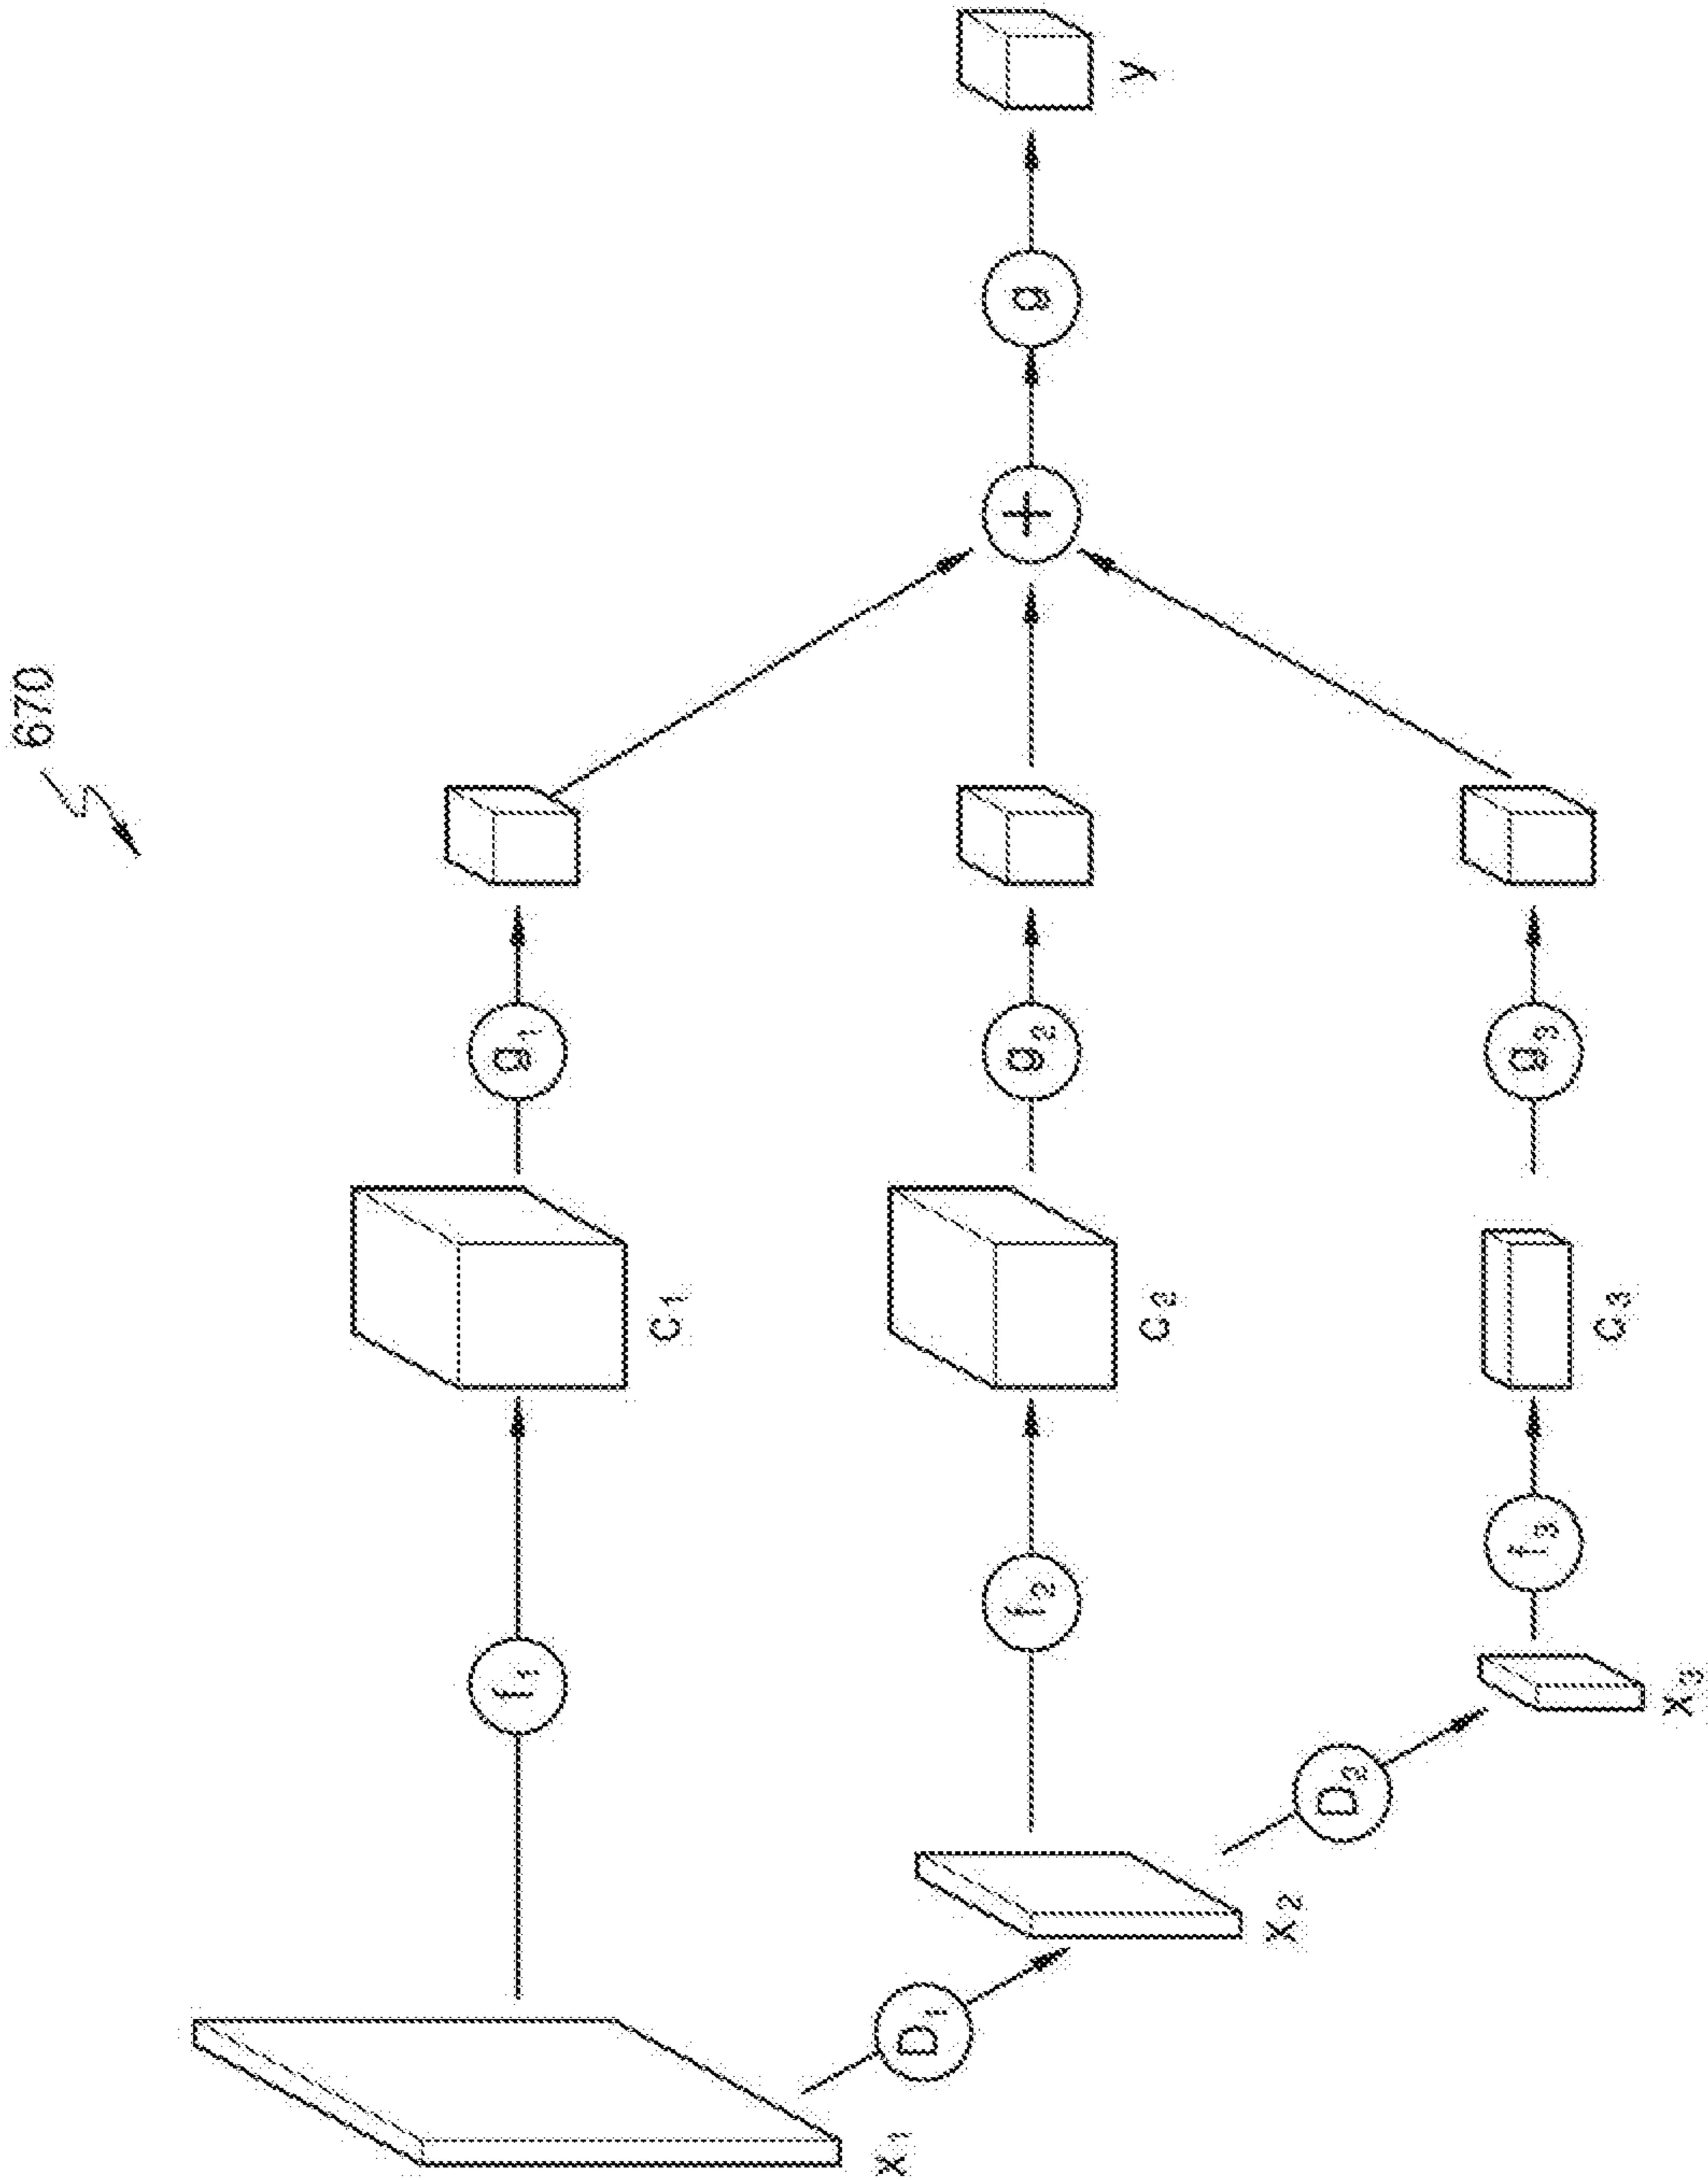 670
x₁
f₁
c₁
g₁
D₁
x₂
f₂
c₂
g₂
+
g
y
D₂
x₃
f₃
c₃
g₃